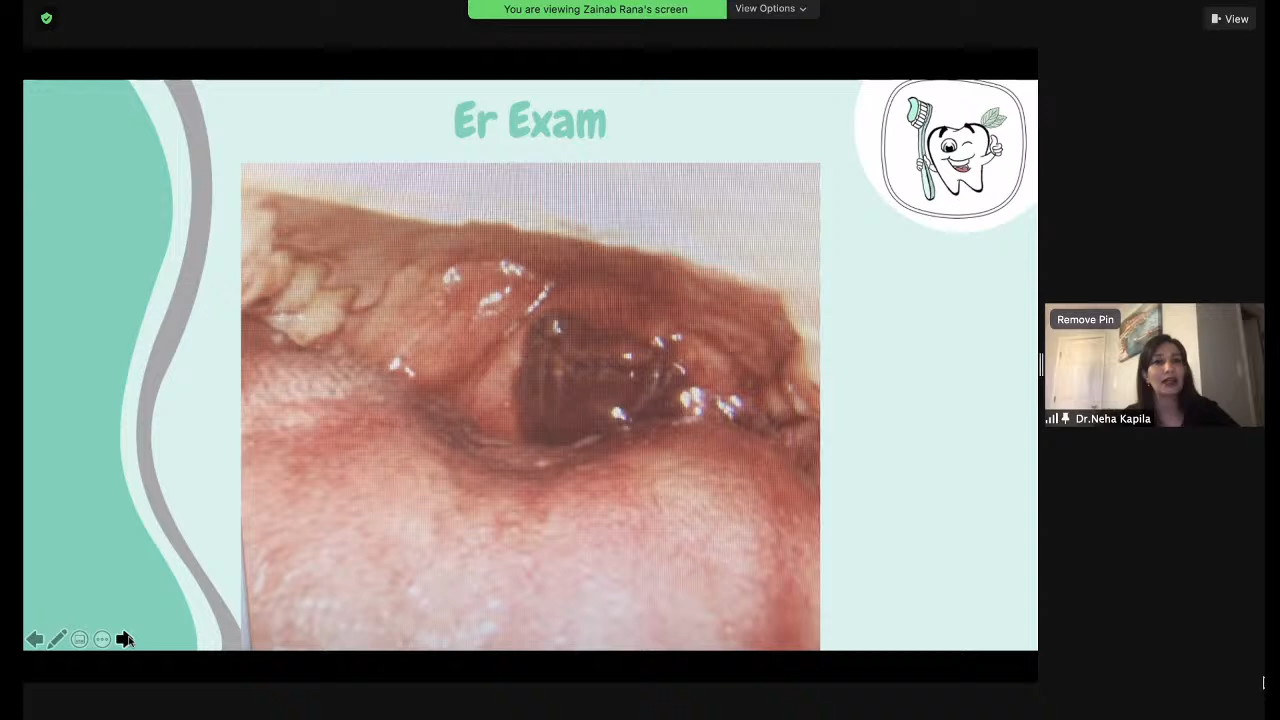 You are viewing Zainab Rana's screen
View Options
View
Er Exam
Remove Pin
Dr.Neha Kapila